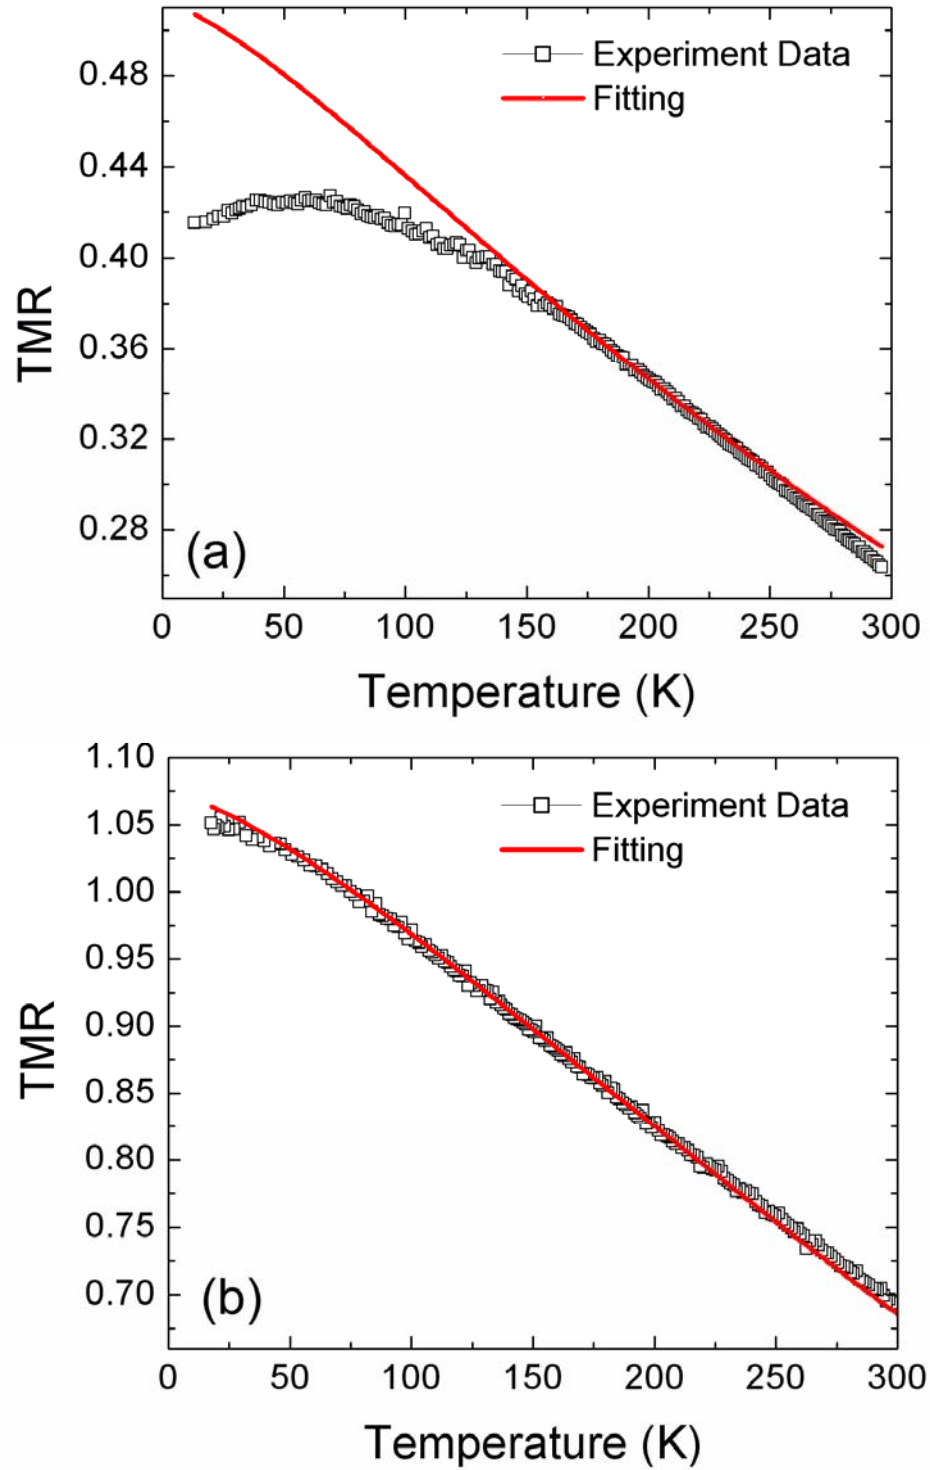 Experiment Data
Fitting
0.48
0.44
0.40
0.36
0.32
0.28
TMR
(a)
0 50 100 150 200 250 300
Temperature (K)
1.10
1.05
1.00
0.95
0.90
0.85
0.80
0.75
0.70
TMR
Experiment Data
Fitting
(b)
0 50 100 150 200 250 300
Temperature (K)